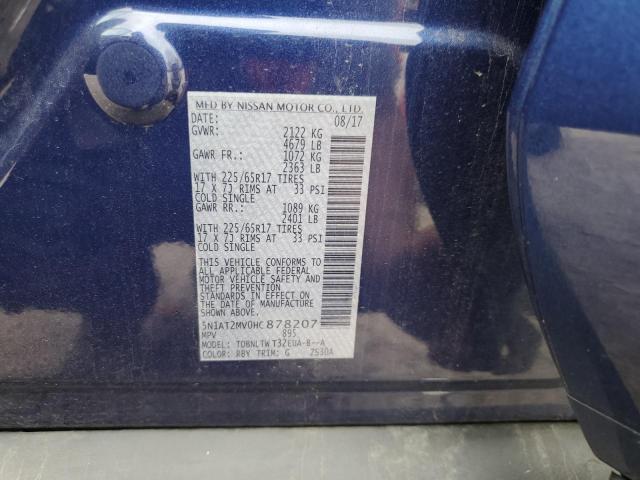 MFD BY NISSAN MOTOR CO., LTD.
DATE: 08/17
GVWR: 2122 KG
4679 LB
GAWR FR.: 1072 KG
2363 LB
WITH 225/65R17 TIRES
17 X 7J RIMS AT 33 PSI
COLD SINGLE
GAWR RR.: 1089 KG
2401 LB
WITH 225/65R17 TIRES
17 X 7J RIMS AT 33 PSI
COLD SINGLE
THIS VEHICLE CONFORMS TO
ALL APPLICABLE FEDERAL
MOTOR VEHICLE SAFETY AND
THEFT PREVENTION
STANDARDS IN EFFECT ON
THE DATE OF MANUFACTURE
SHOWN ABOVE.
5N1AT2MV0HC878207
MPV 895
MODEL: TDBNLTWT32EUA-B--A
COLOR: RBY TRIM: G 2530A